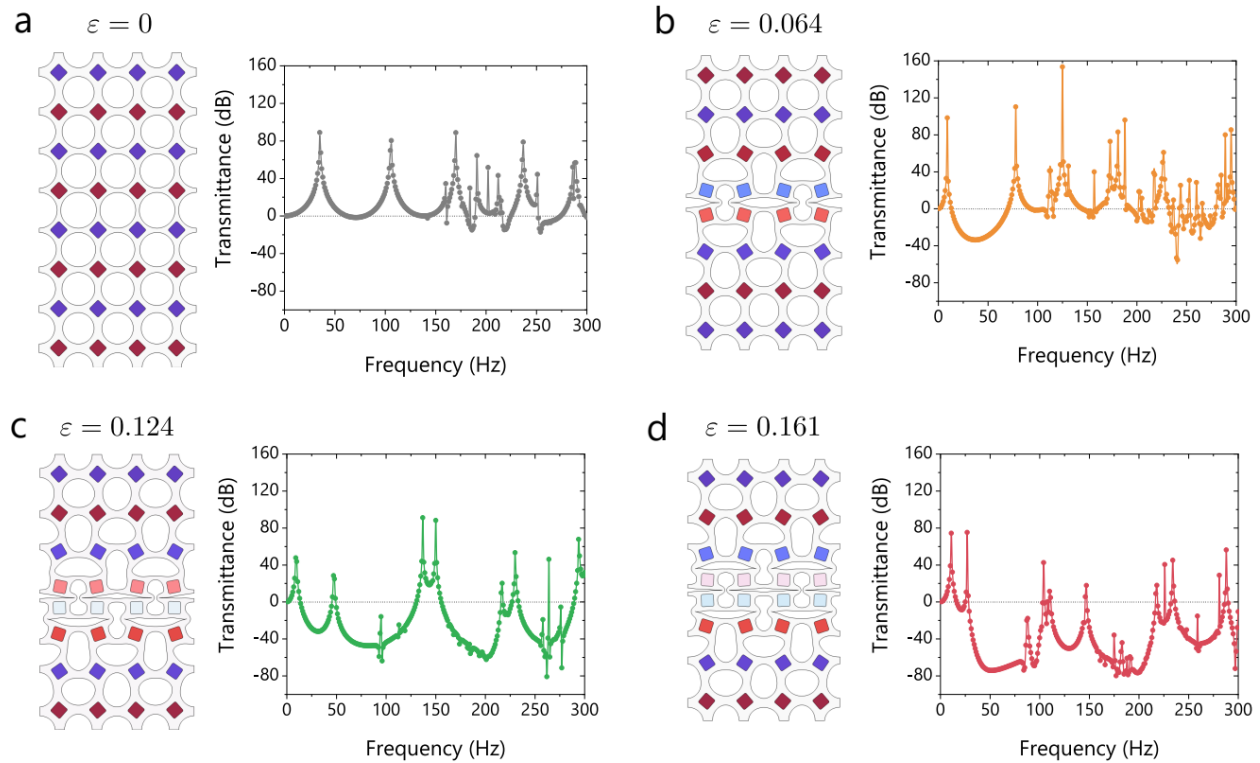 a
ε = 0
Transmittance (dB)
160
120
80
40
0
-40
-80
0 50 100 150 200 250 300
Frequency (Hz)
b
ε = 0.064
Transmittance (dB)
160
120
80
40
0
-40
-80
0 50 100 150 200 250 300
Frequency (Hz)
c
ε = 0.124
Transmittance (dB)
160
120
80
40
0
-40
-80
0 50 100 150 200 250 300
Frequency (Hz)
d
ε = 0.161
Transmittance (dB)
160
120
80
40
0
-40
-80
0 50 100 150 200 250 300
Frequency (Hz)